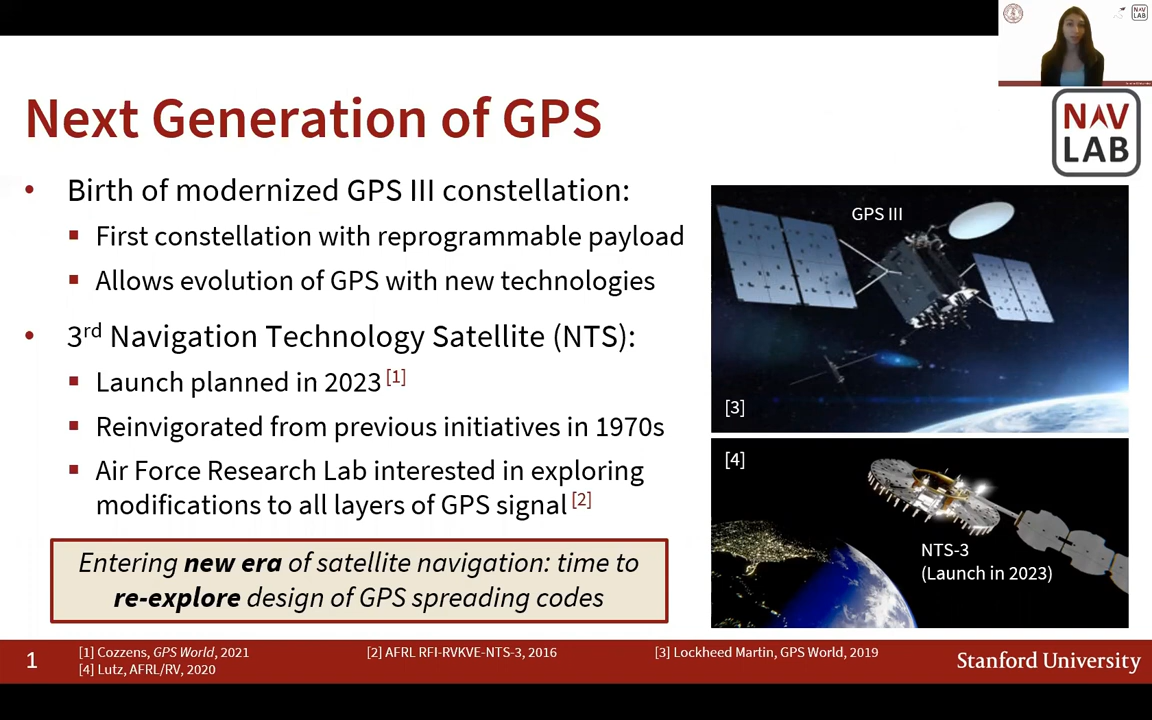 NAV
LAB
Next Generation of GPS
NAV
LAB
• Birth of modernized GPS III constellation:
▪ First constellation with reprogrammable payload
▪ Allows evolution of GPS with new technologies
• 3rd Navigation Technology Satellite (NTS):
▪ Launch planned in 2023 [1]
▪ Reinvigorated from previous initiatives in 1970s
▪ Air Force Research Lab interested in exploring
modifications to all layers of GPS signal [2]
Entering new era of satellite navigation: time to
re-explore design of GPS spreading codes
GPS III
[3]
[4]
NTS-3
(Launch in 2023)
1
[1] Cozzens, GPS World, 2021
[2] AFRL RFI-RVKVE-NTS-3, 2016
[3] Lockheed Martin, GPS World, 2019
[4] Lutz, AFRL/RV, 2020
Stanford University